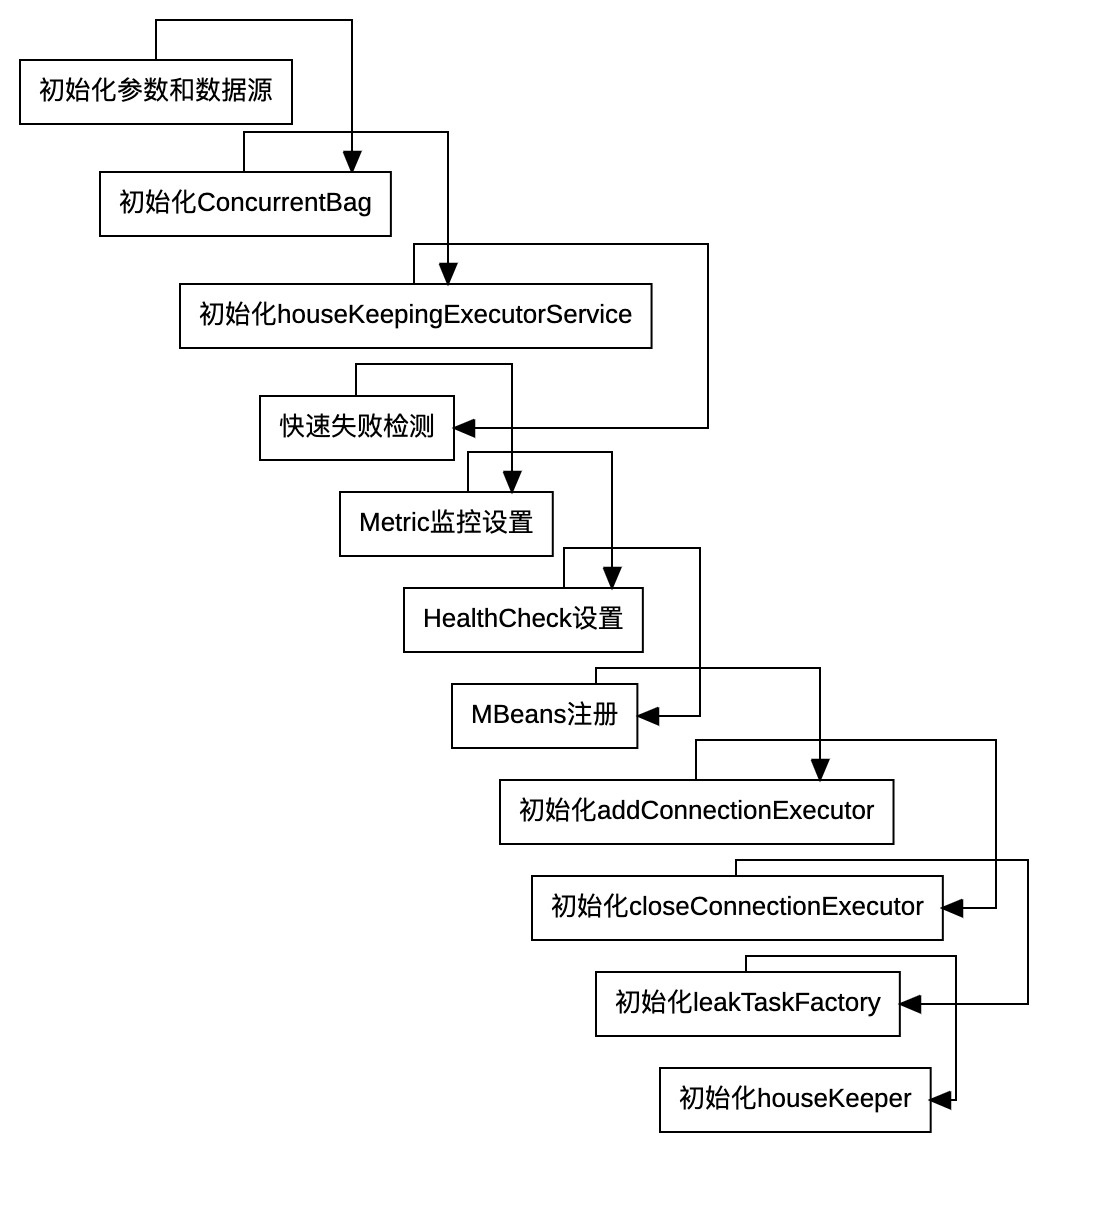 初始化参数和数据源
初始化ConcurrentBag
初始化houseKeepingExecutorService
快速失败检测
Metric监控设置
HealthCheck设置
MBeans注册
初始化addConnectionExecutor
初始化closeConnectionExecutor
初始化leakTaskFactory
初始化houseKeeper